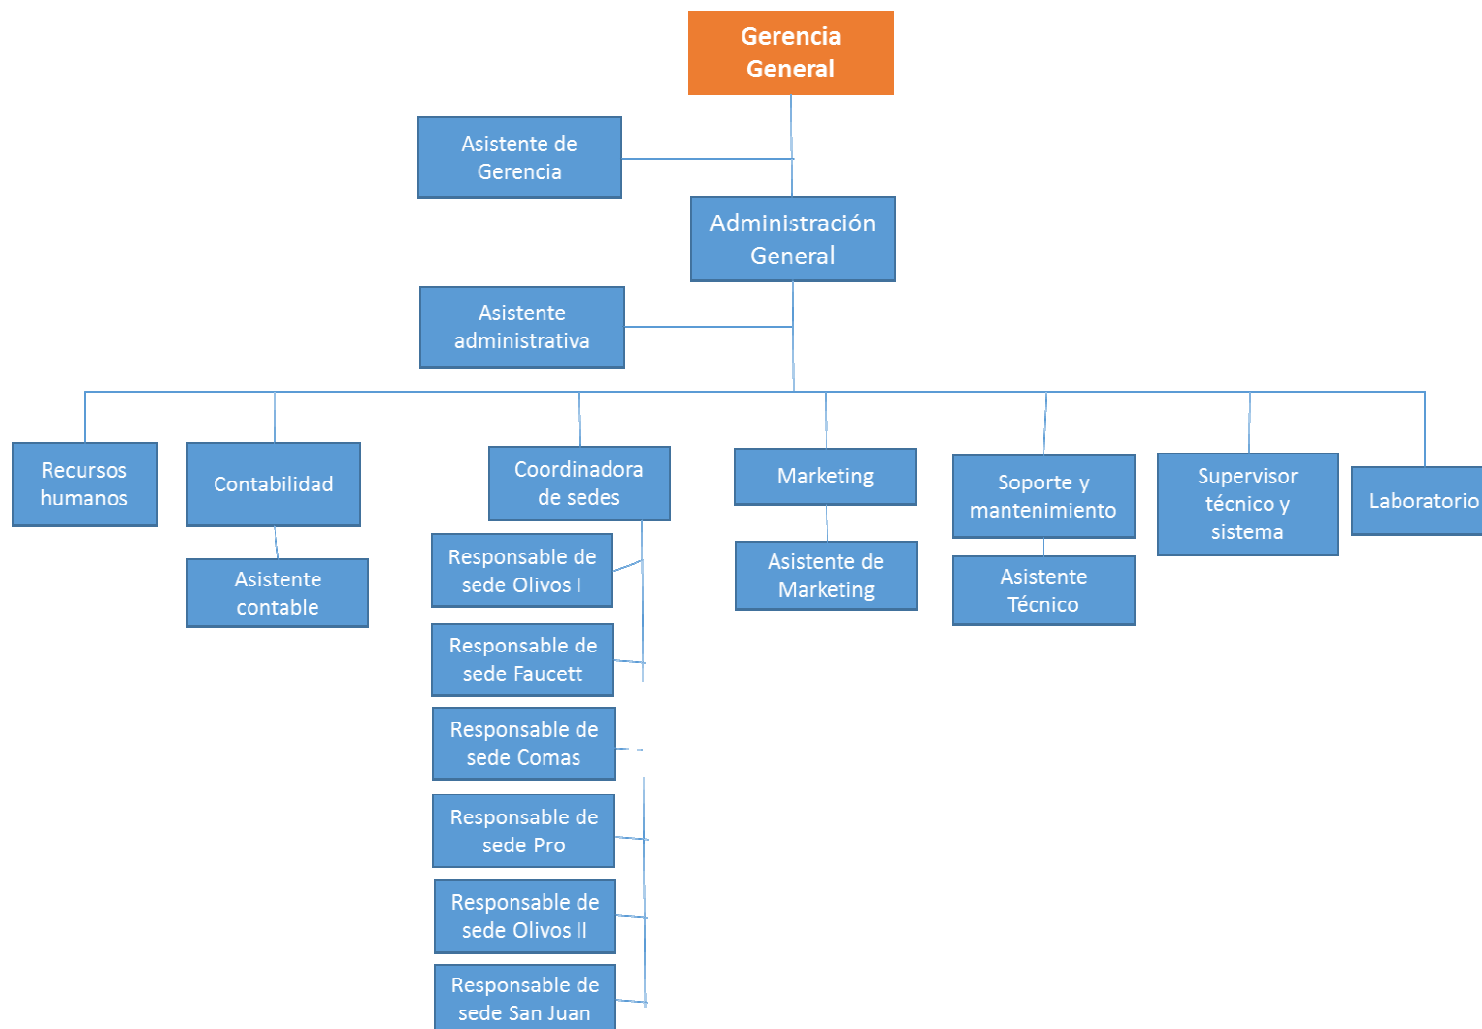 Gerencia
General
Asistente de
Gerencia
Administración
General
Asistente
administrativa
Recursos
humanos
Contabilidad
Coordinadora
de sedes
Marketing
Soporte y
mantenimiento
Supervisor
técnico y
sistema
Laboratorio
Asistente
contable
Responsable de
sede Olivos I
Responsable de
sede Faucett
Responsable de
sede Comas
Responsable de
sede Pro
Responsable de
sede Olivos II
Responsable de
sede San Juan
Asistente de
Marketing
Asistente
Técnico